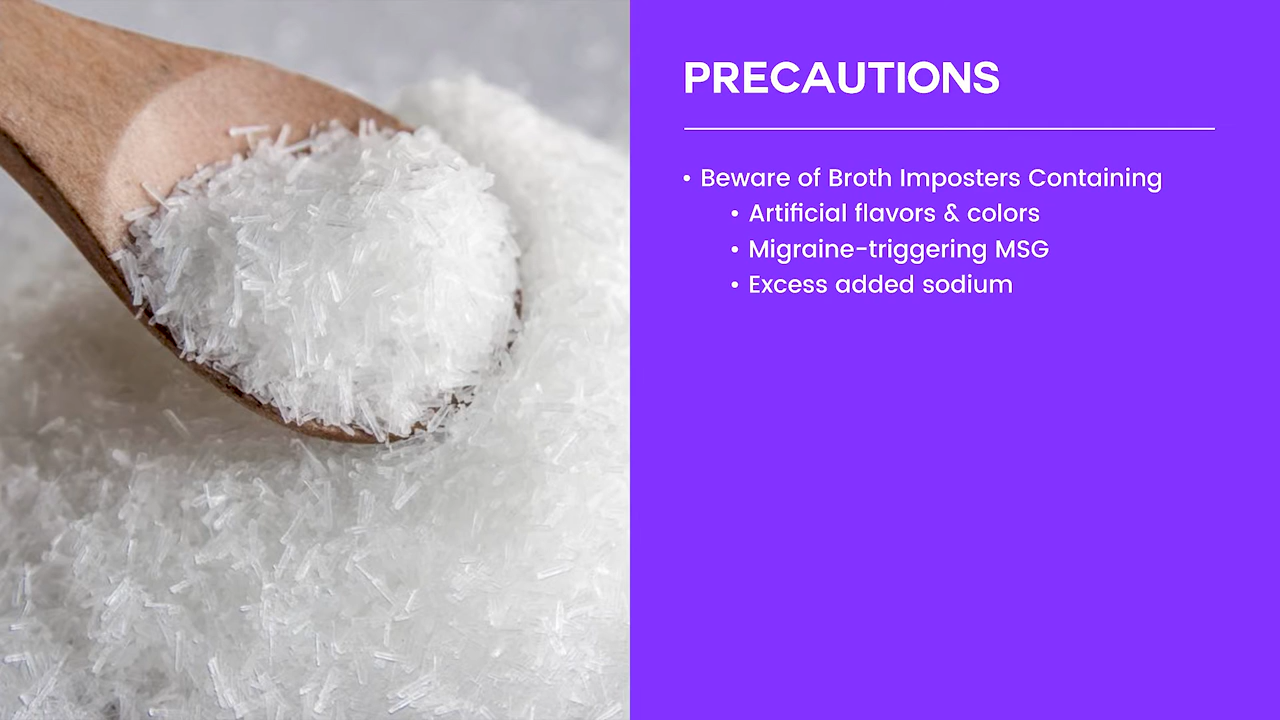 PRECAUTIONS
• Beware of Broth Imposters Containing
• Artificial flavors & colors
• Migraine-triggering MSG
• Excess added sodium